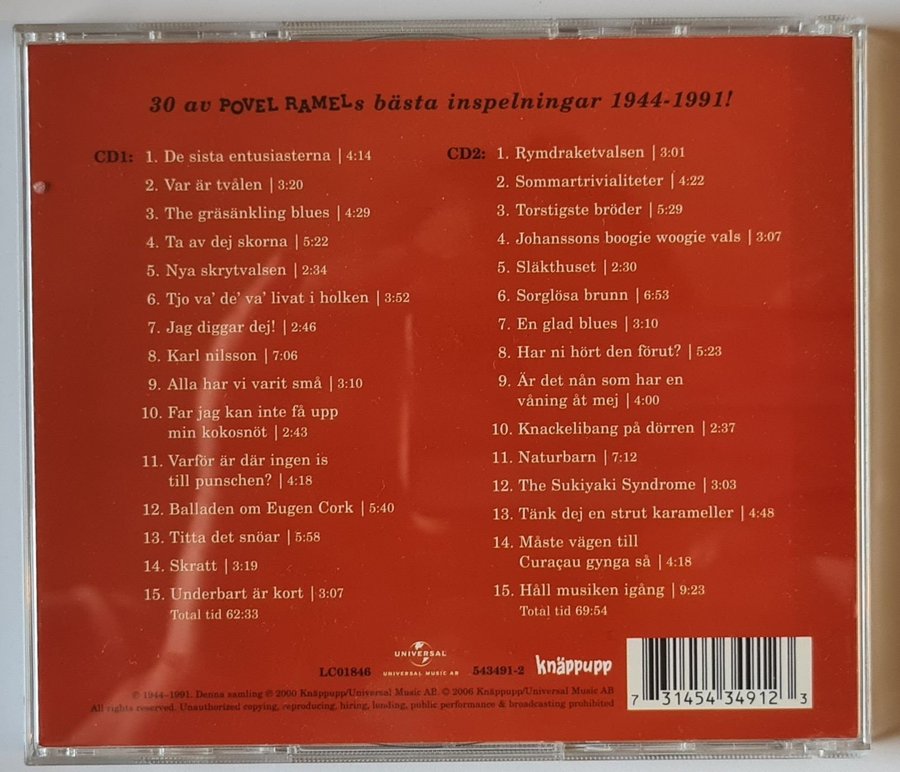 30 av POVEL RAMELs bästa inspelningar 1944-1991!
CD1:
1. De sista entusiasterna | 4:14
2. Var är tvålen | 3:20
3. The gräsänkling blues | 4:29
4. Ta av dej skorna | 5:22
5. Nya skrytvalsen | 2:34
6. Tjo va' de' va' livat i holken | 3:52
7. Jag diggar dej! | 2:46
8. Karl nilsson | 7:06
9. Alla har vi varit små | 3:10
10. Far jag kan inte få upp
min kokosnöt | 2:43
11. Varför är där ingen is
till punschen? | 4:18
12. Balladen om Eugen Cork | 5:40
13. Titta det snöar | 5:58
14. Skratt | 3:19
15. Underbart är kort | 3:07
Total tid 62:33
CD2:
1. Rymdraketvalsen | 3:01
2. Sommartrivialiteter | 4:22
3. Torstigste bröder | 5:29
4. Johanssons boogie woogie vals | 3:07
5. Släkthuset | 2:30
6. Sorglösa brunn | 6:53
7. En glad blues | 3:10
8. Har ni hört den förut? | 5:23
9. Är det nån som har en
våning åt mej | 4:00
10. Knackelibang på dörren | 2:37
11. Naturbarn | 7:12
12. The Sukiyaki Syndrome | 3:03
13. Tänk dej en strut karameller | 4:48
14. Måste vägen till
Curaçau gynga så | 4:18
15. Håll musiken igång | 9:23
Total tid 69:54
LC01846
UNIVERSAL
UNIVERSAL MUSIC AB
543491-2
knäppupp
7 31454 34912 3
℗ 1944-1991. Denna samling ℗ 2000 Knäppupp/Universal Music AB. © 2006 Knäppupp/Universal Music AB
All rights reserved. Unauthorized copying, reproducing, hiring, lending, public performance & broadcasting prohibited